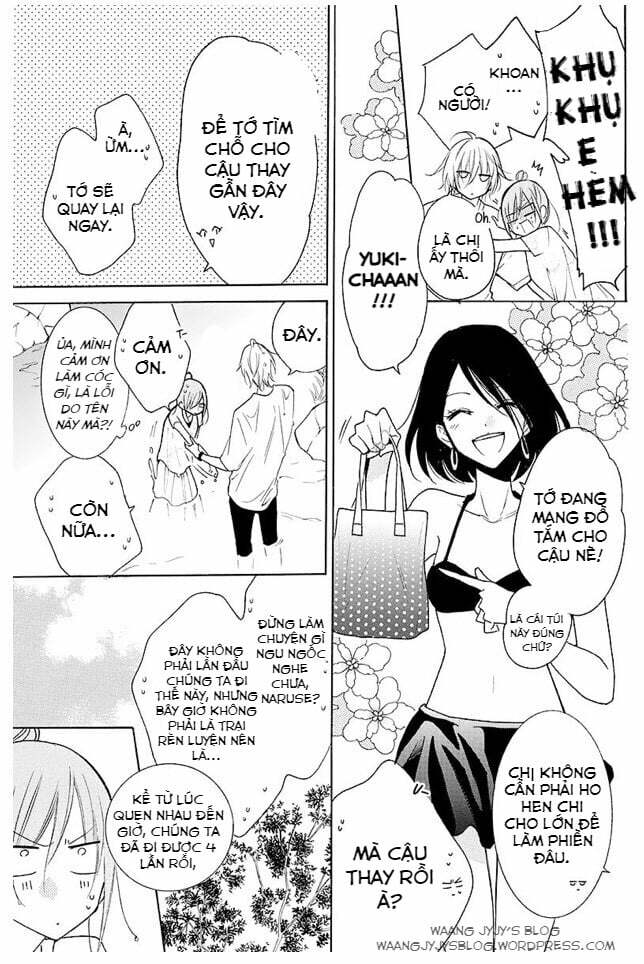 KHỤ
KHỤ
E
HÈM
!!!
KHOAN
...
CÓ
NGƯỜI!
Oh.
LÀ CHỊ
ẤY THÔI
MÀ.
YUKI-
CHAAAN
!!!
TỚ ĐANG
MANG ĐỒ
TẮM CHO
CẬU NÈ!
LÀ CÁI TÚI
NÀY ĐÚNG
CHỨ?
CHỊ KHÔNG
CẦN PHẢI HO
HEN CHI
CHO LỚN ĐỂ
LÀM PHIỀN
ĐÂU.
MÀ CẬU
THAY RỒI
À?
ĐỂ TỚ TÌM
CHỖ CHO
CẬU THAY
GẦN ĐÂY
VẬY.
À,
ỪM...
TỚ SẼ
QUAY LẠI
NGAY.
ĐÂY.
CẢM
ƠN.
ỦA, MÌNH
CẢM ƠN
LÀM CÓC
GÌ, LÀ LỖI
DO TÊN
NÀY MÀ?!
CÒN
NỮA...
ĐỪNG LÀM
CHUYỆN GÌ
NGU NGỐC
NGHE
CHƯA,
NARUSE?
ĐÂY KHÔNG
PHẢI LẦN ĐẦU
CHÚNG TA ĐI
THẾ NÀY, NHƯNG
BÂY GIỜ KHÔNG
PHẢI LÀ TRẠI
RÈN LUYỆN NÊN
LÀ...
KỂ TỪ LÚC
QUEN NHAU ĐẾN
GIỜ, CHÚNG TA
ĐÃ ĐI ĐƯỢC 4
LẦN RỒI,
WAANG JYJY'S BLOG
WAANGJYJYSBLOG.WORDPRESS.COM